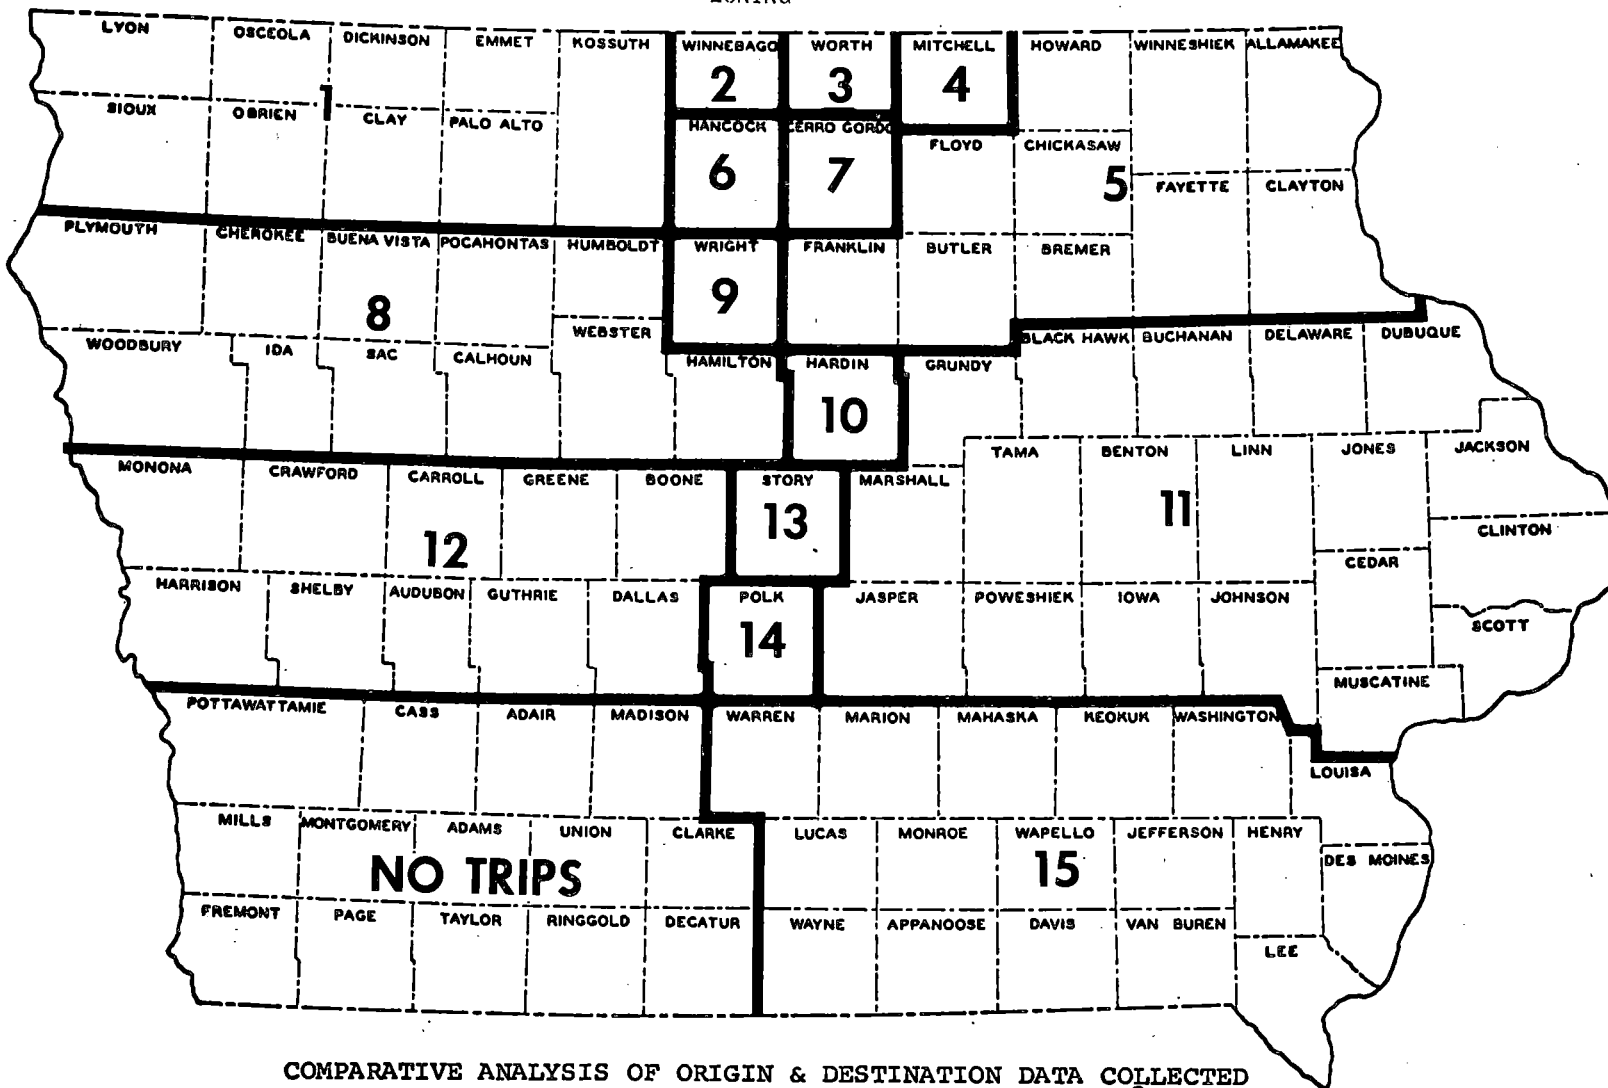 LYON OSCEOLA DICKINSON EMMET KOSSUTH WINNEBAGO WORTH MITCHELL HOWARD WINNESHIEK ALLAMAKEE
2 3 4
1
SIOUX OBRIEN CLAY PALO ALTO HANCOCK CERRO GORDO FLOYD CHICKASAW
6 7 5 FAYETTE CLAYTON
PLYMOUTH CHEROKEE BUENA VISTA POCAHONTAS HUMBOLDT WRIGHT FRANKLIN BUTLER BREMER
8 9
WOODBURY IDA SAC CALHOUN WEBSTER HAMILTON HARDIN GRUNDY BLACK HAWK BUCHANAN DELAWARE DUBUQUE
10
MONONA CRAWFORD CARROLL GREENE BOONE STORY MARSHALL TAMA BENTON LINN JONES JACKSON
12 13 11
CLINTON
CEDAR
HARRISON SHELBY AUDUBON GUTHRIE DALLAS POLK JASPER POWESHIEK IOWA JOHNSON
14
SCOTT
MUSCATINE
POTTAWATTAMIE CASS ADAIR MADISON WARREN MARION MAHASKA KEOKUK WASHINGTON
LOUISA
MILLS MONTGOMERY ADAMS UNION CLARKE LUCAS MONROE WAPELLO JEFFERSON HENRY
DES MOINES
NO TRIPS 15
FREMONT PAGE TAYLOR RINGGOLD DECATUR WAYNE APPANOOSE DAVIS VAN BUREN
LEE
COMPARATIVE ANALYSIS OF ORIGIN & DESTINATION DATA COLLECTED